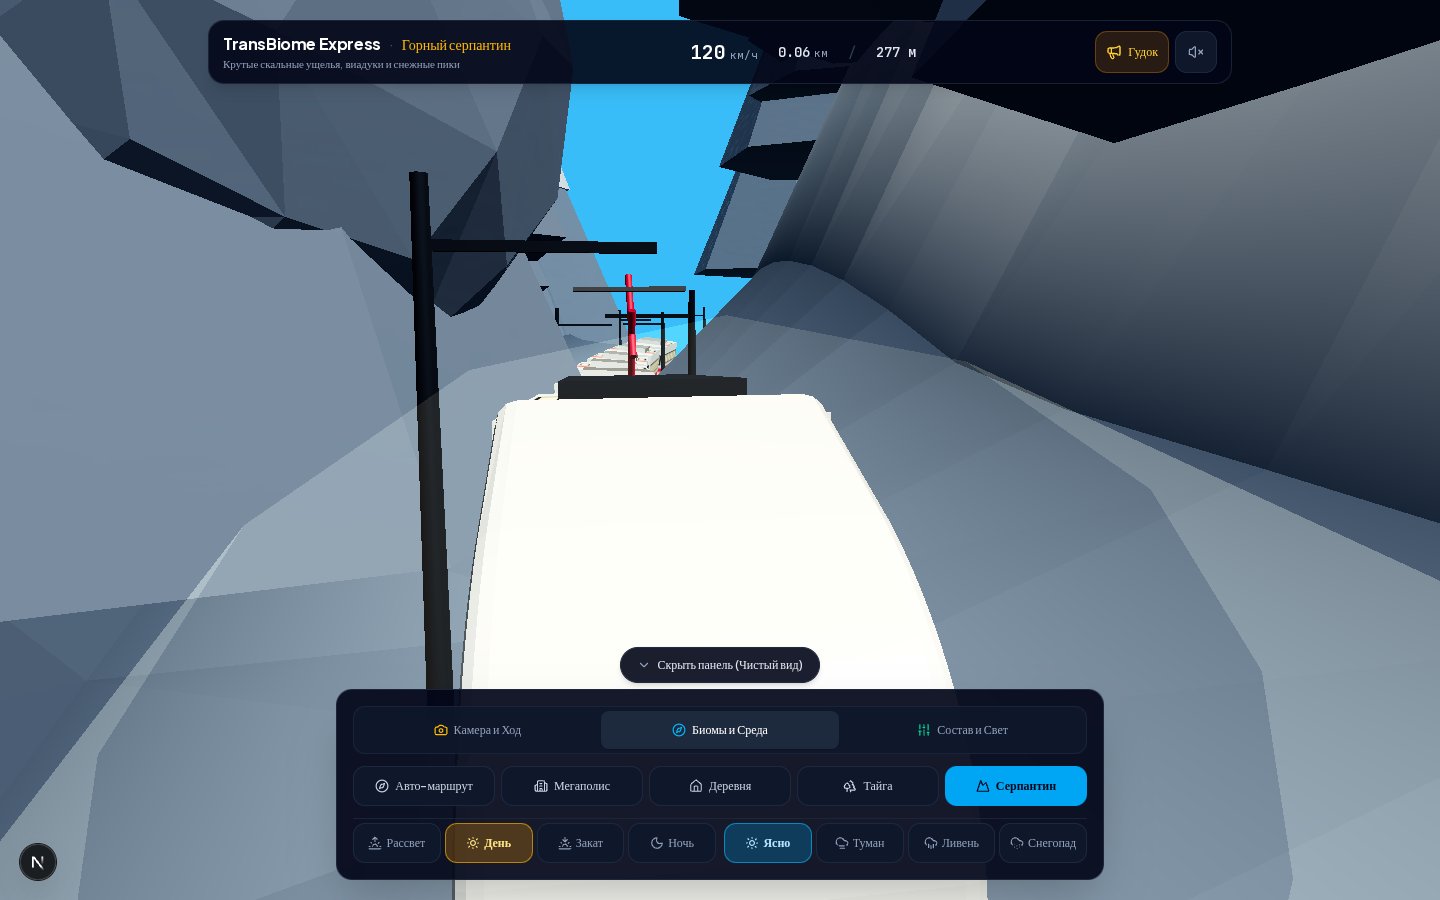 TransBiome Express · Горный серпантин
Крутые скальные ущелья, виадуки и снежные пики
120 км/ч 0.06 км / 277 м
Гудок
Скрыть панель (Чистый вид)
Камера и Ход Биомы и Среда Состав и Свет
Авто-маршрут Мегаполис Деревня Тайга Серпантин
Рассвет День Закат Ночь Ясно Туман Ливень Снегопад
N